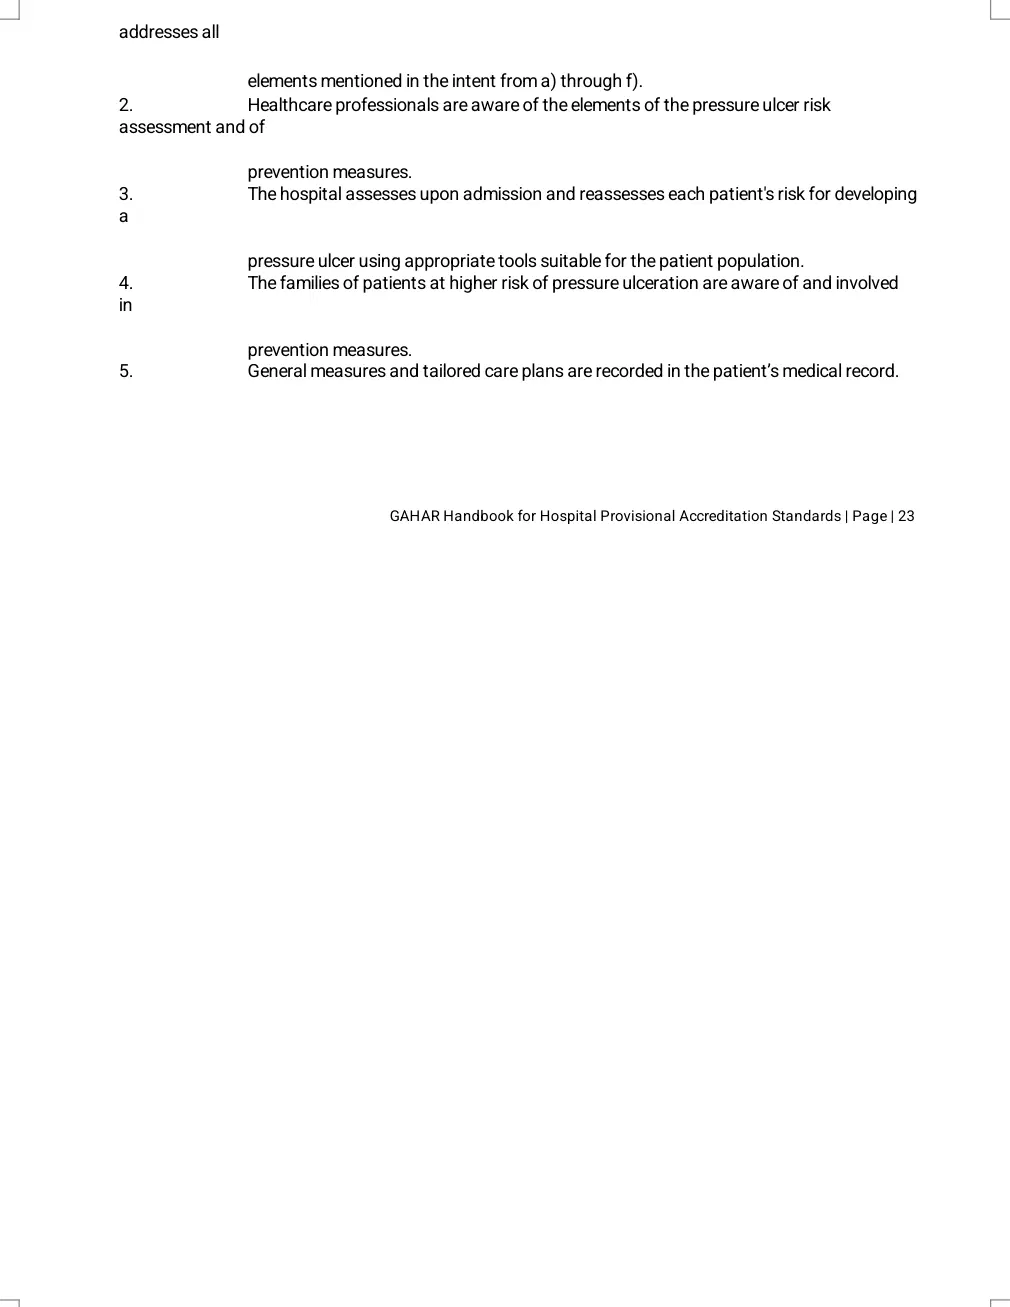 addresses all
elements mentioned in the intent from a) through f).
2. Healthcare professionals are aware of the elements of the pressure ulcer risk
assessment and of
prevention measures.
3. The hospital assesses upon admission and reassesses each patient's risk for developing
a
pressure ulcer using appropriate tools suitable for the patient population.
4. The families of patients at higher risk of pressure ulceration are aware of and involved
in
prevention measures.
5. General measures and tailored care plans are recorded in the patient’s medical record.
GAHAR Handbook for Hospital Provisional Accreditation Standards | Page | 23